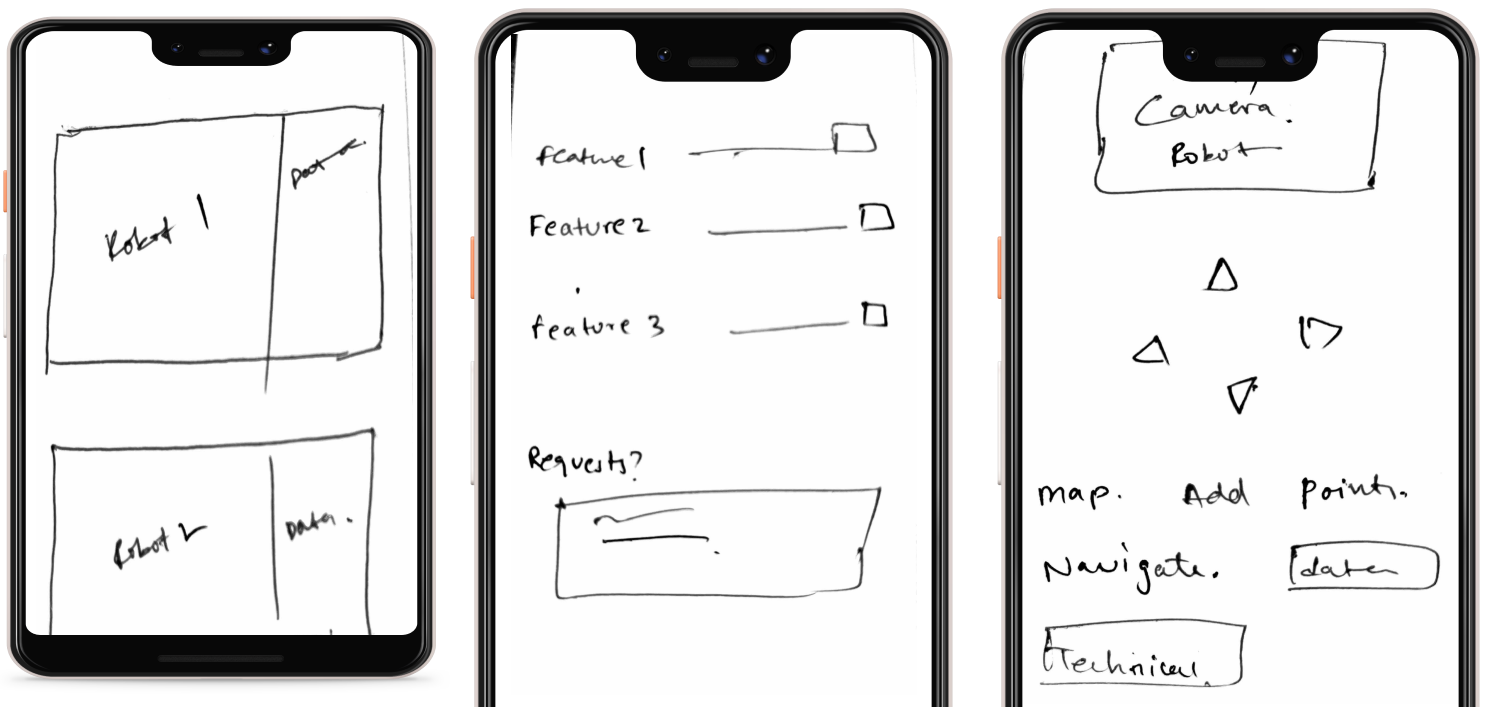 Robot 1
Data
Robot 2
Data.
feature 1
Feature 2
feature 3
Requests?
Camera.
Robot
map. Add Points.
Navigate. data
Technical